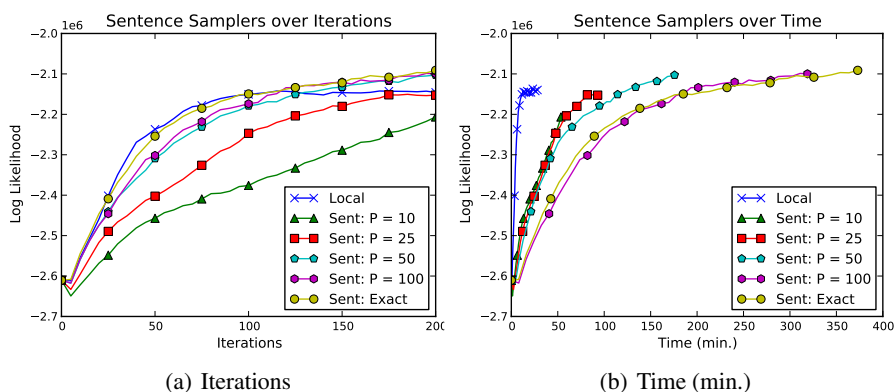 Sentence Samplers over Iterations
1e6
−2.0
−2.1
−2.2
−2.3
−2.4
−2.5
−2.6
−2.7
Log Likelihood
0
50
100
150
200
Iterations
Local
Sent: P = 10
Sent: P = 25
Sent: P = 50
Sent: P = 100
Sent: Exact
(a) Iterations
Sentence Samplers over Time
1e6
−2.0
−2.1
−2.2
−2.3
−2.4
−2.5
−2.6
−2.7
Log Likelihood
0
50
100
150
200
250
300
350
400
Time (min.)
Local
Sent: P = 10
Sent: P = 25
Sent: P = 50
Sent: P = 100
Sent: Exact
(b) Time (min.)